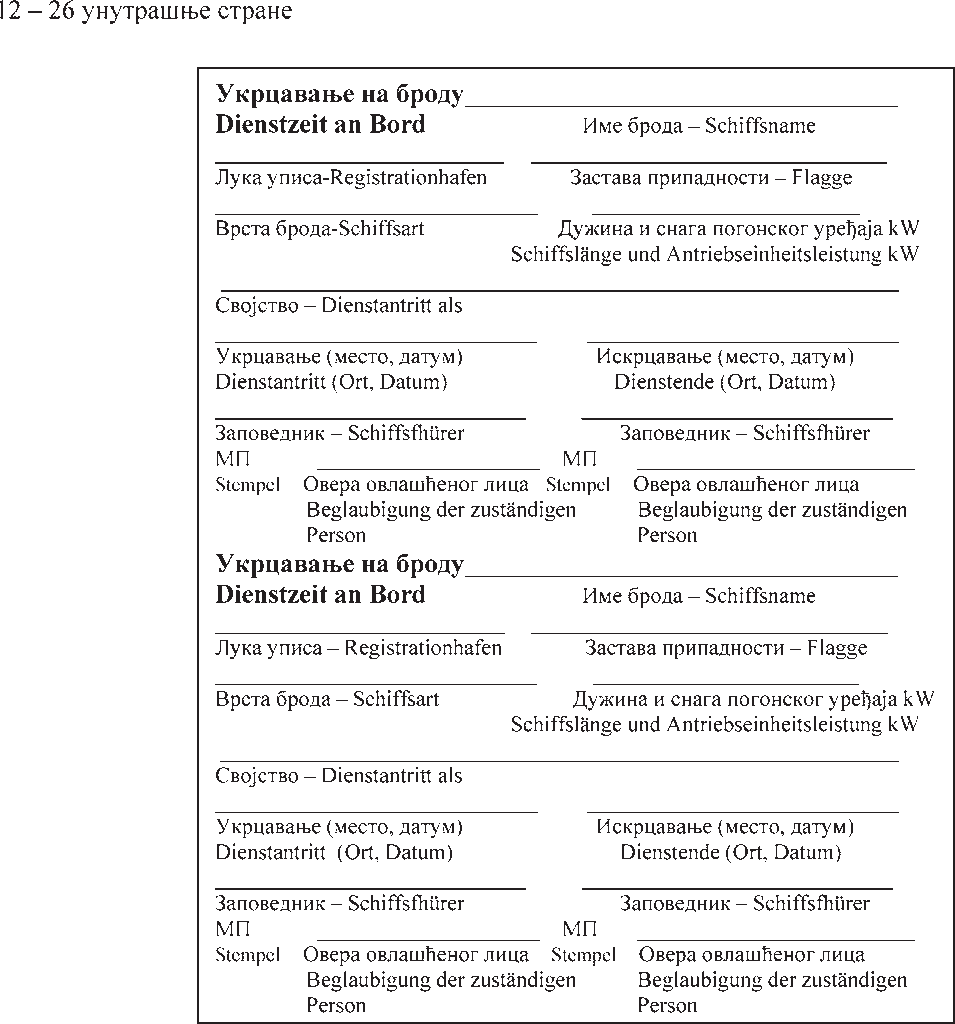 12 – 26 унутрашње стране
Укрцавање на броду
Dienstzeit an Bord Име брода – Schiffsname
Лука уписа-Registrationhafen Застава припадности – Flagge
Врста брода-Schiffsart Дужина и снага погонског уређаја kW
Schiffslänge und Antriebseinheitsleistung kW
Својство – Dienstantritt als
Укрцавање (место, датум) Искрцавање (место, датум)
Dienstantritt (Ort, Datum) Dienstende (Ort, Datum)
Заповедник – Schiffsfhürer Заповедник – Schiffsfhürer
МП МП
Stempel Овера овлашћеног лица Stempel Овера овлашћеног лица
Beglaubigung der zuständigen Beglaubigung der zuständigen
Person Person
Укрцавање на броду
Dienstzeit an Bord Име брода – Schiffsname
Лука уписа – Registrationhafen Застава припадности – Flagge
Врста брода – Schiffsart Дужина и снага погонског уређаја kW
Schiffslänge und Antriebseinheitsleistung kW
Својство – Dienstantritt als
Укрцавање (место, датум) Искрцавање (место, датум)
Dienstantritt (Ort, Datum) Dienstende (Ort, Datum)
Заповедник – Schiffsfhürer Заповедник – Schiffsfhürer
МП МП
Stempel Овера овлашћеног лица Stempel Овера овлашћеног лица
Beglaubigung der zuständigen Beglaubigung der zuständigen
Person Person